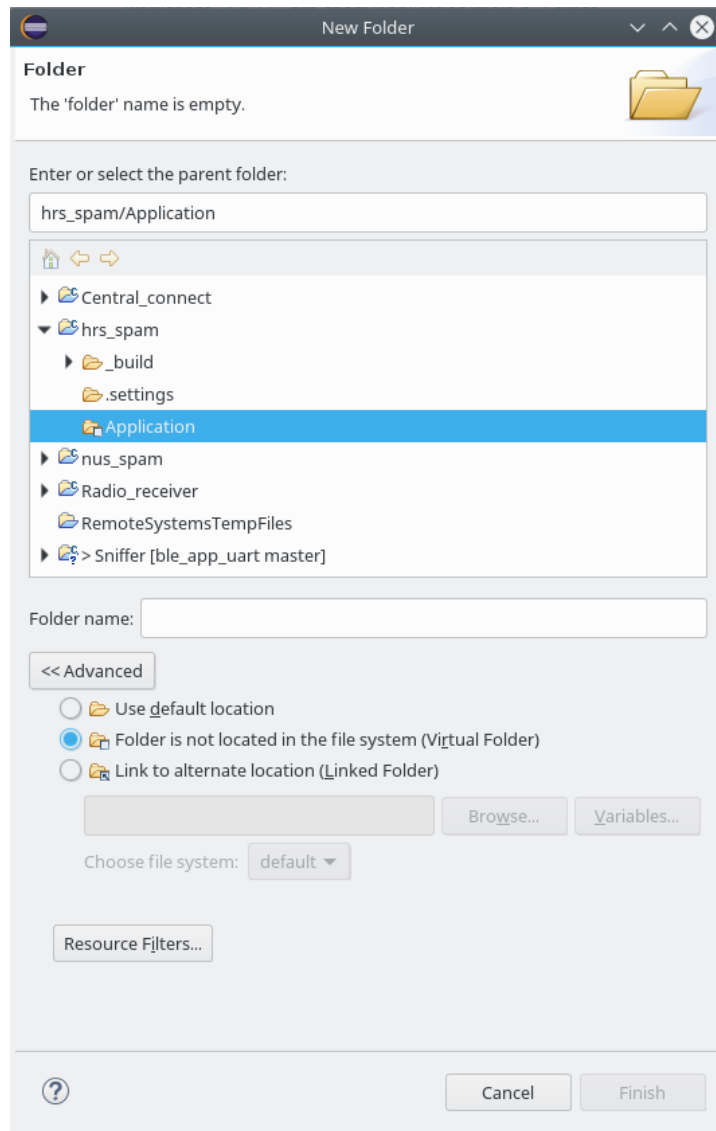 New Folder
Folder
The 'folder' name is empty.
Enter or select the parent folder:
hrs_spam/Application
Central_connect
hrs_spam
_build
.settings
Application
nus_spam
Radio_receiver
RemoteSystemsTempFiles
> Sniffer [ble_app_uart master]
Folder name:
<< Advanced
Use default location
Folder is not located in the file system (Virtual Folder)
Link to alternate location (Linked Folder)
Browse... Variables...
Choose file system: default
Resource Filters...
? Cancel Finish